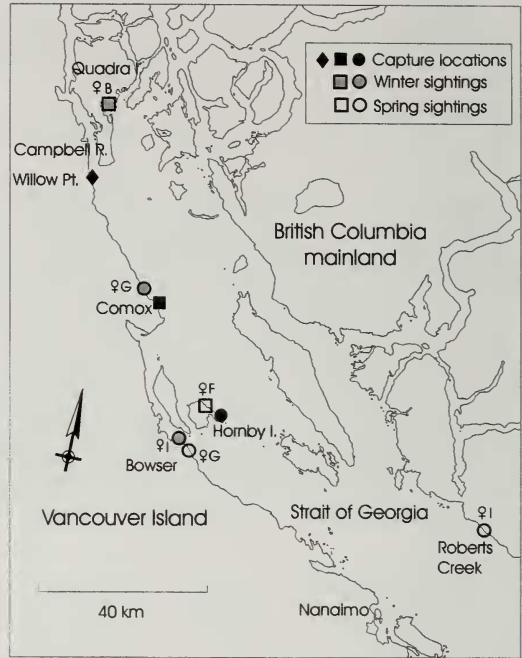 Quadra I.
♀B
Campbell R.
Willow Pt.
Capture locations
Winter sightings
Spring sightings
British Columbia
mainland
♀G
Comox
♀F
Hornby I.
♀I
♀G
Bowser
Vancouver Island
Strait of Georgia
♀I
Roberts
Creek
40 km
Nanaimo